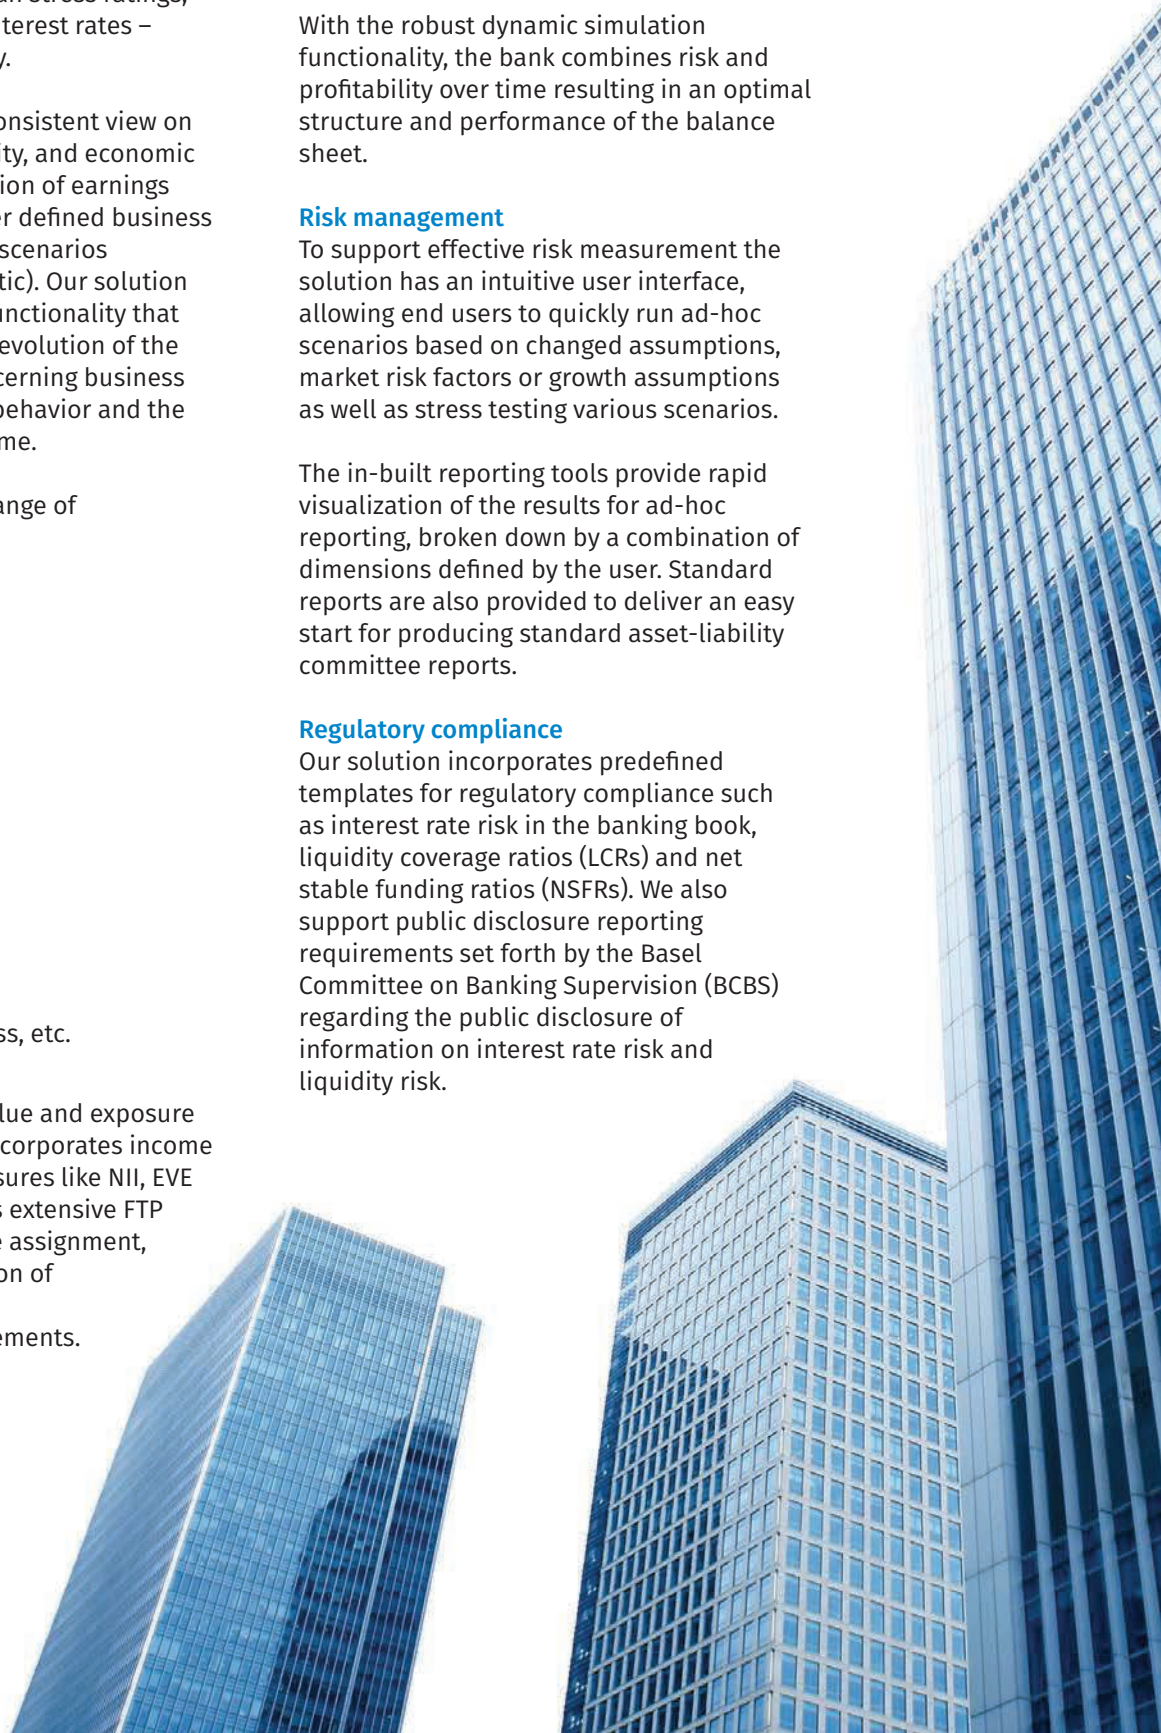 terest rates –
y.
onsistent view on
ity, and economic
ion of earnings
r defined business
scenarios
tic). Our solution
unctionality that
evolution of the
cerning business
behavior and the
me.
ange of
ss, etc.
lue and exposure
corporates income
sures like NII, EVE
s extensive FTP
e assignment,
on of
ements.
With the robust dynamic simulation
functionality, the bank combines risk and
profitability over time resulting in an optimal
structure and performance of the balance
sheet.
Risk management
To support effective risk measurement the
solution has an intuitive user interface,
allowing end users to quickly run ad-hoc
scenarios based on changed assumptions,
market risk factors or growth assumptions
as well as stress testing various scenarios.
The in-built reporting tools provide rapid
visualization of the results for ad-hoc
reporting, broken down by a combination of
dimensions defined by the user. Standard
reports are also provided to deliver an easy
start for producing standard asset-liability
committee reports.
Regulatory compliance
Our solution incorporates predefined
templates for regulatory compliance such
as interest rate risk in the banking book,
liquidity coverage ratios (LCRs) and net
stable funding ratios (NSFRs). We also
support public disclosure reporting
requirements set forth by the Basel
Committee on Banking Supervision (BCBS)
regarding the public disclosure of
information on interest rate risk and
liquidity risk.